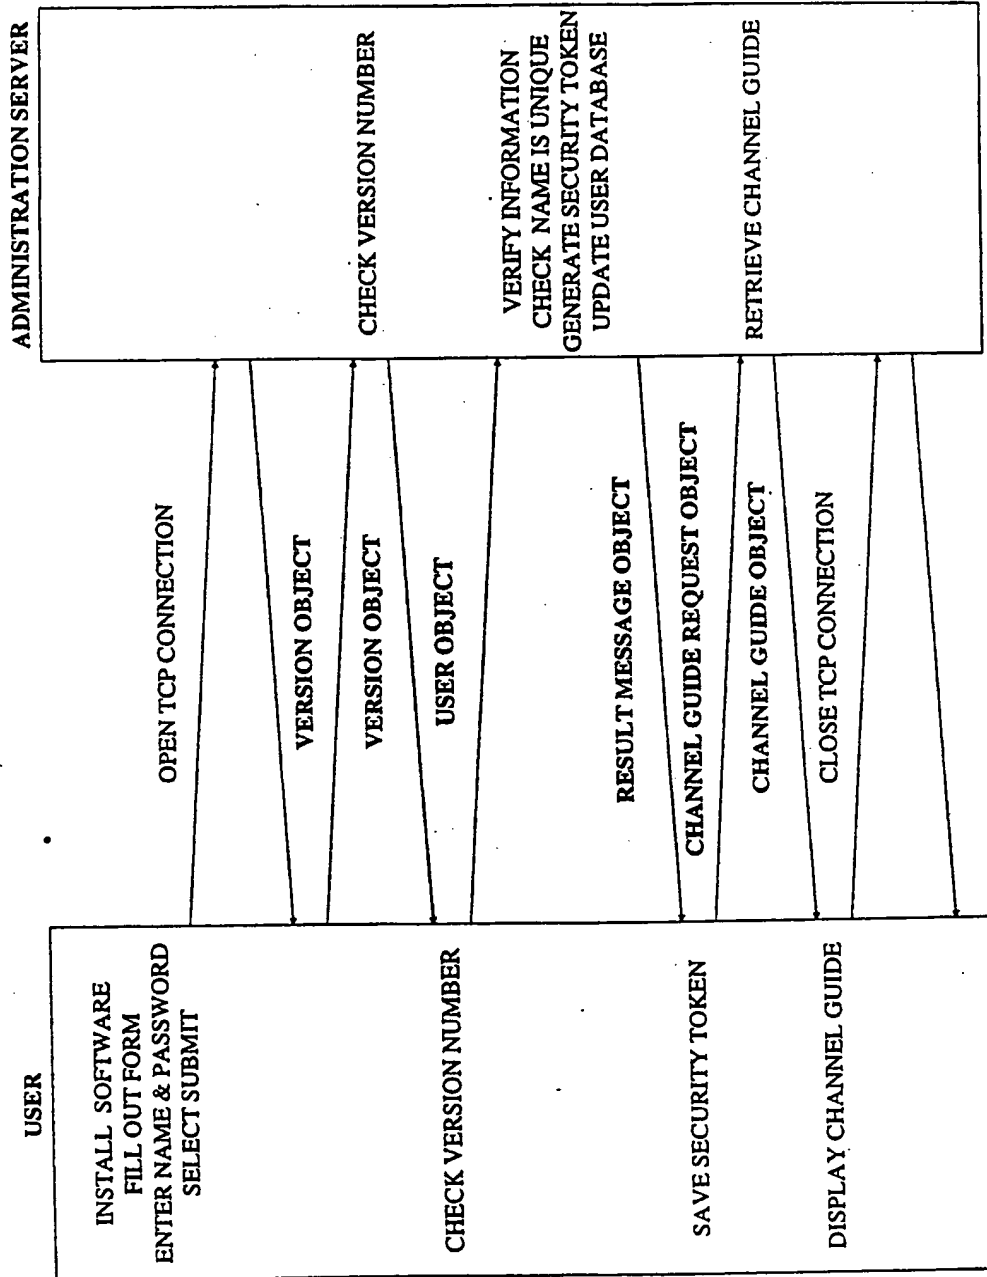 USER
INSTALL SOFTWARE
FILL OUT FORM
ENTER NAME & PASSWORD
SELECT SUBMIT
CHECK VERSION NUMBER
SAVE SECURITY TOKEN
DISPLAY CHANNEL GUIDE
OPEN TCP CONNECTION
VERSION OBJECT
VERSION OBJECT
USER OBJECT
RESULT MESSAGE OBJECT
CHANNEL GUIDE REQUEST OBJECT
CHANNEL GUIDE OBJECT
CLOSE TCP CONNECTION
ADMINISTRATION SERVER
CHECK VERSION NUMBER
VERIFY INFORMATION
CHECK NAME IS UNIQUE
GENERATE SECURITY TOKEN
UPDATE USER DATABASE
RETRIEVE CHANNEL GUIDE